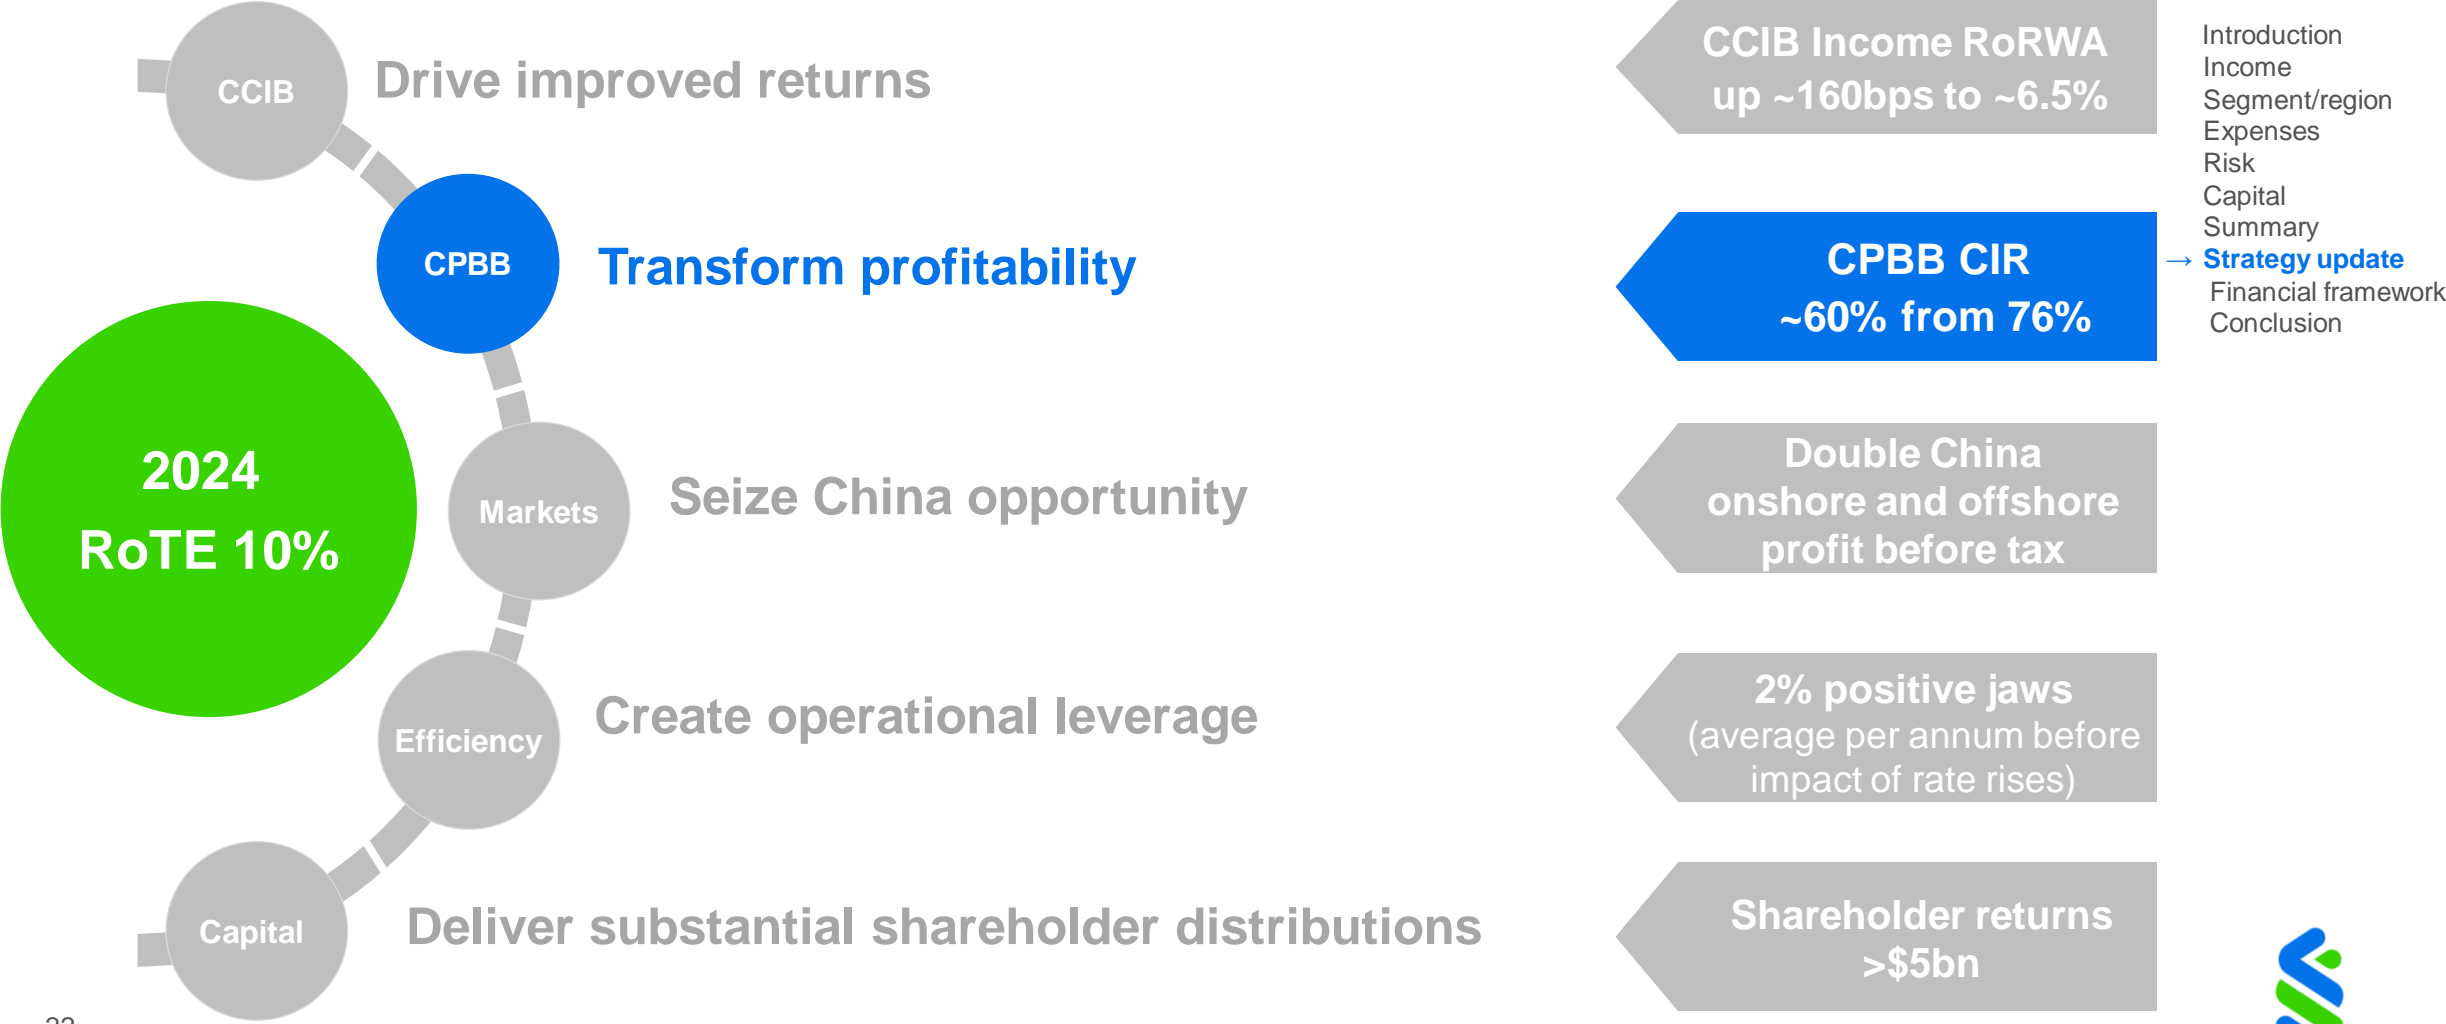 CCIB
Drive improved returns
CCIB Income RoRWA
up ~160bps to ~6.5%
CPBB
Transform profitability
CPBB CIR
~60% from 76%
2024
RoTE 10%
Markets
Seize China opportunity
Double China
onshore and offshore
profit before tax
Efficiency
Create operational leverage
2% positive jaws
(average per annum before
impact of rate rises)
Capital
Deliver substantial shareholder distributions
Shareholder returns
>$5bn
Introduction
Income
Segment/region
Expenses
Risk
Capital
Summary
→ Strategy update
Financial framework
Conclusion